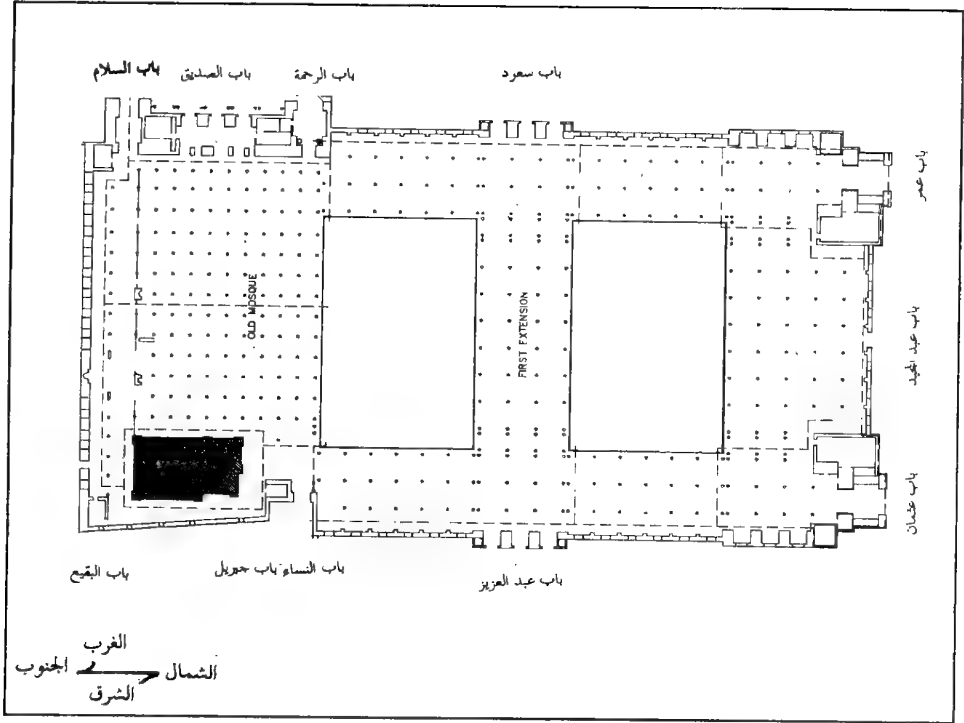 باب السلام
باب الصديق
باب الرحمة
باب سعود
باب عمر
باب عبد المجيد
باب عثمان
OLD MOSQUE
FIRST EXTENSION
باب البقيع
باب جبريل
باب النساء
باب عبد العزيز
الغرب
الجنوب
الشمال
الشرق